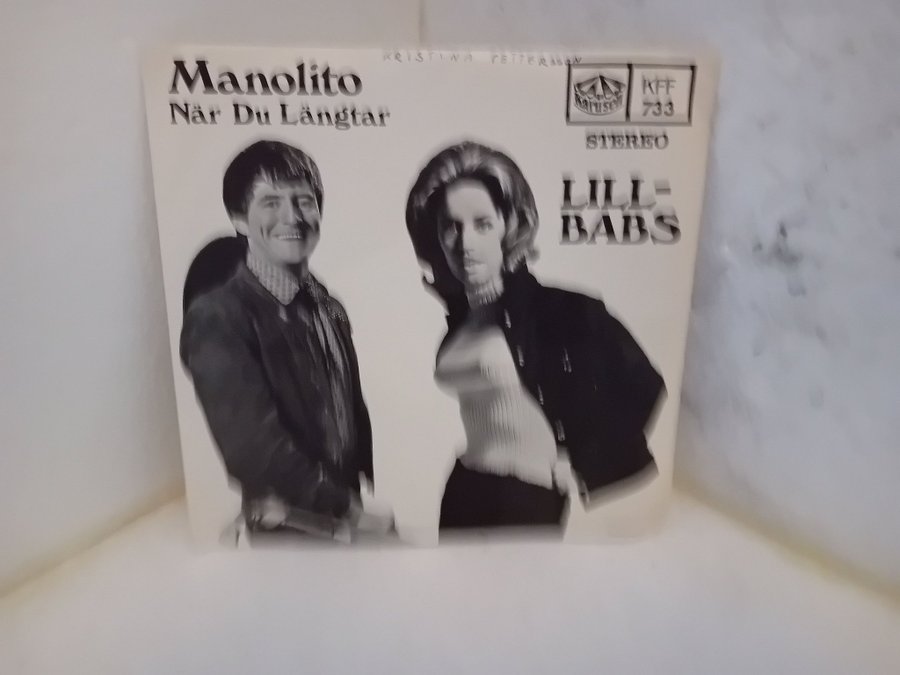 KRISTINA PETTERSSON
Manolito
När Du Längtar
Karusell
KFF
733
STEREO
LILL-
BABS